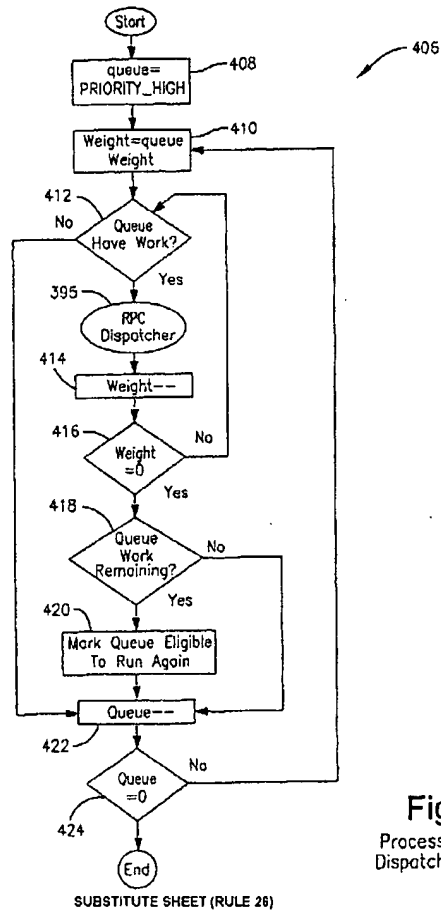 Start
406
queue=
PRIORITY_HIGH
408
Weight=queue
Weight
410
412
No
Queue
Have Work?
Yes
395
RPC
Dispatcher
414
Weight--
416
No
Weight
=0
Yes
418
Queue
Work
Remaining?
No
Yes
420
Mark Queue Eligible
To Run Again
Queue--
422
No
Queue
=0
424
End
Fig
Process
Dispatch
SUBSTITUTE SHEET (RULE 26)